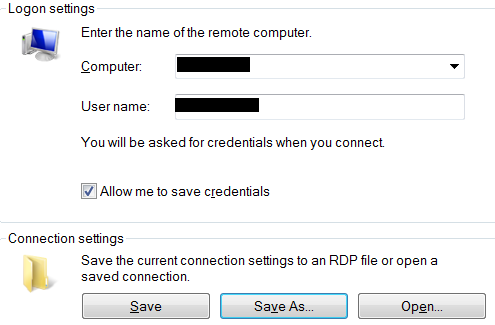 Logon settings
Enter the name of the remote computer.
Computer:
User name:
You will be asked for credentials when you connect.
Allow me to save credentials
Connection settings
Save the current connection settings to an RDP file or open a
saved connection.
Save Save As... Open...